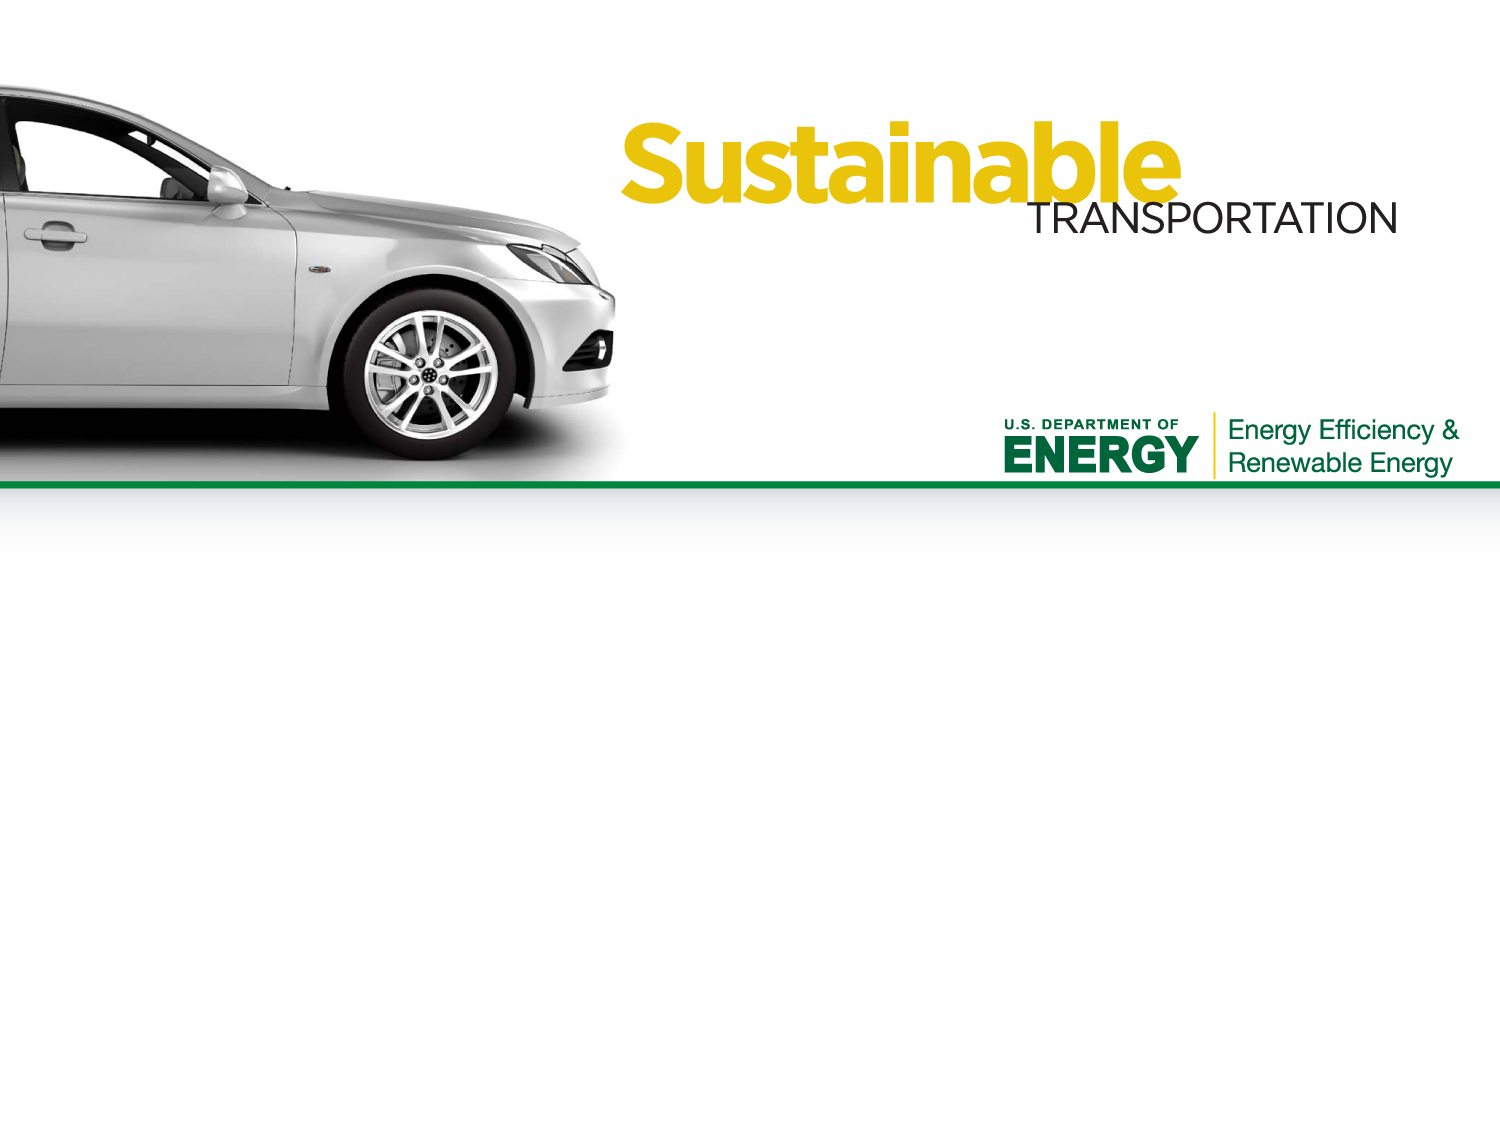 Sustainable
TRANSPORTATION
U.S. DEPARTMENT OF
ENERGY
Energy Efficiency &
Renewable Energy